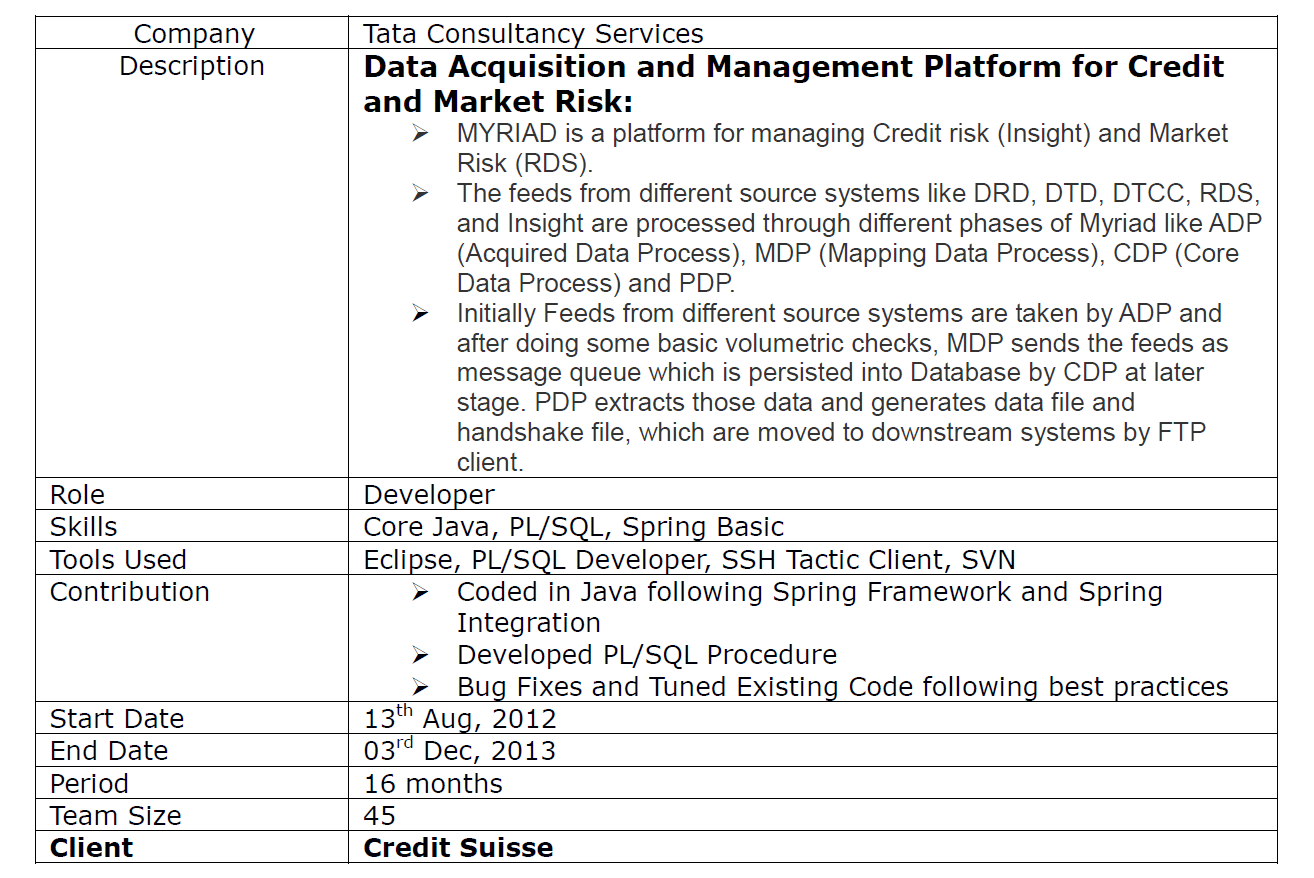 Company Tata Consultancy Services
Description Data Acquisition and Management Platform for Credit
and Market Risk:
➢ MYRIAD is a platform for managing Credit risk (Insight) and Market
Risk (RDS).
➢ The feeds from different source systems like DRD, DTD, DTCC, RDS,
and Insight are processed through different phases of Myriad like ADP
(Acquired Data Process), MDP (Mapping Data Process), CDP (Core
Data Process) and PDP.
➢ Initially Feeds from different source systems are taken by ADP and
after doing some basic volumetric checks, MDP sends the feeds as
message queue which is persisted into Database by CDP at later
stage. PDP extracts those data and generates data file and
handshake file, which are moved to downstream systems by FTP
client.
Role Developer
Skills Core Java, PL/SQL, Spring Basic
Tools Used Eclipse, PL/SQL Developer, SSH Tactic Client, SVN
Contribution ➢ Coded in Java following Spring Framework and Spring
Integration
➢ Developed PL/SQL Procedure
➢ Bug Fixes and Tuned Existing Code following best practices
Start Date 13th Aug, 2012
End Date 03rd Dec, 2013
Period 16 months
Team Size 45
Client Credit Suisse